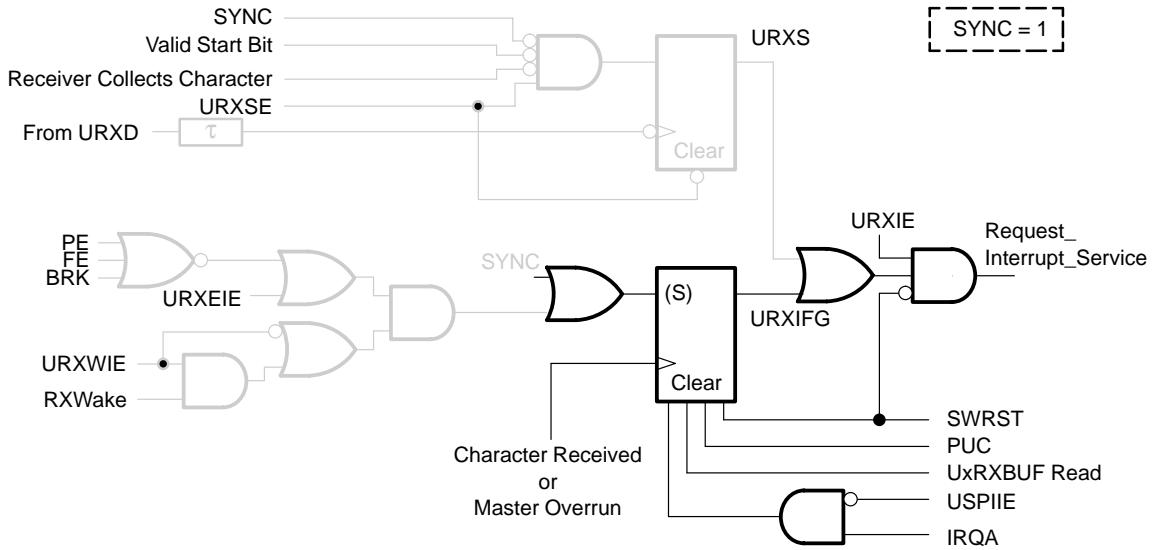 SYNC
SYNC = 1
Valid Start Bit
URXS
Receiver Collects Character
URXSE
From URXD
τ
Clear
URXIE
Request_
Interrupt_Service
PE
FE
BRK
SYNC
(S)
URXEIE
URXIFG
URXWIE
RXWake
Clear
SWRST
PUC
Character Received
or
Master Overrun
UxRXBUF Read
USPIIE
IRQA